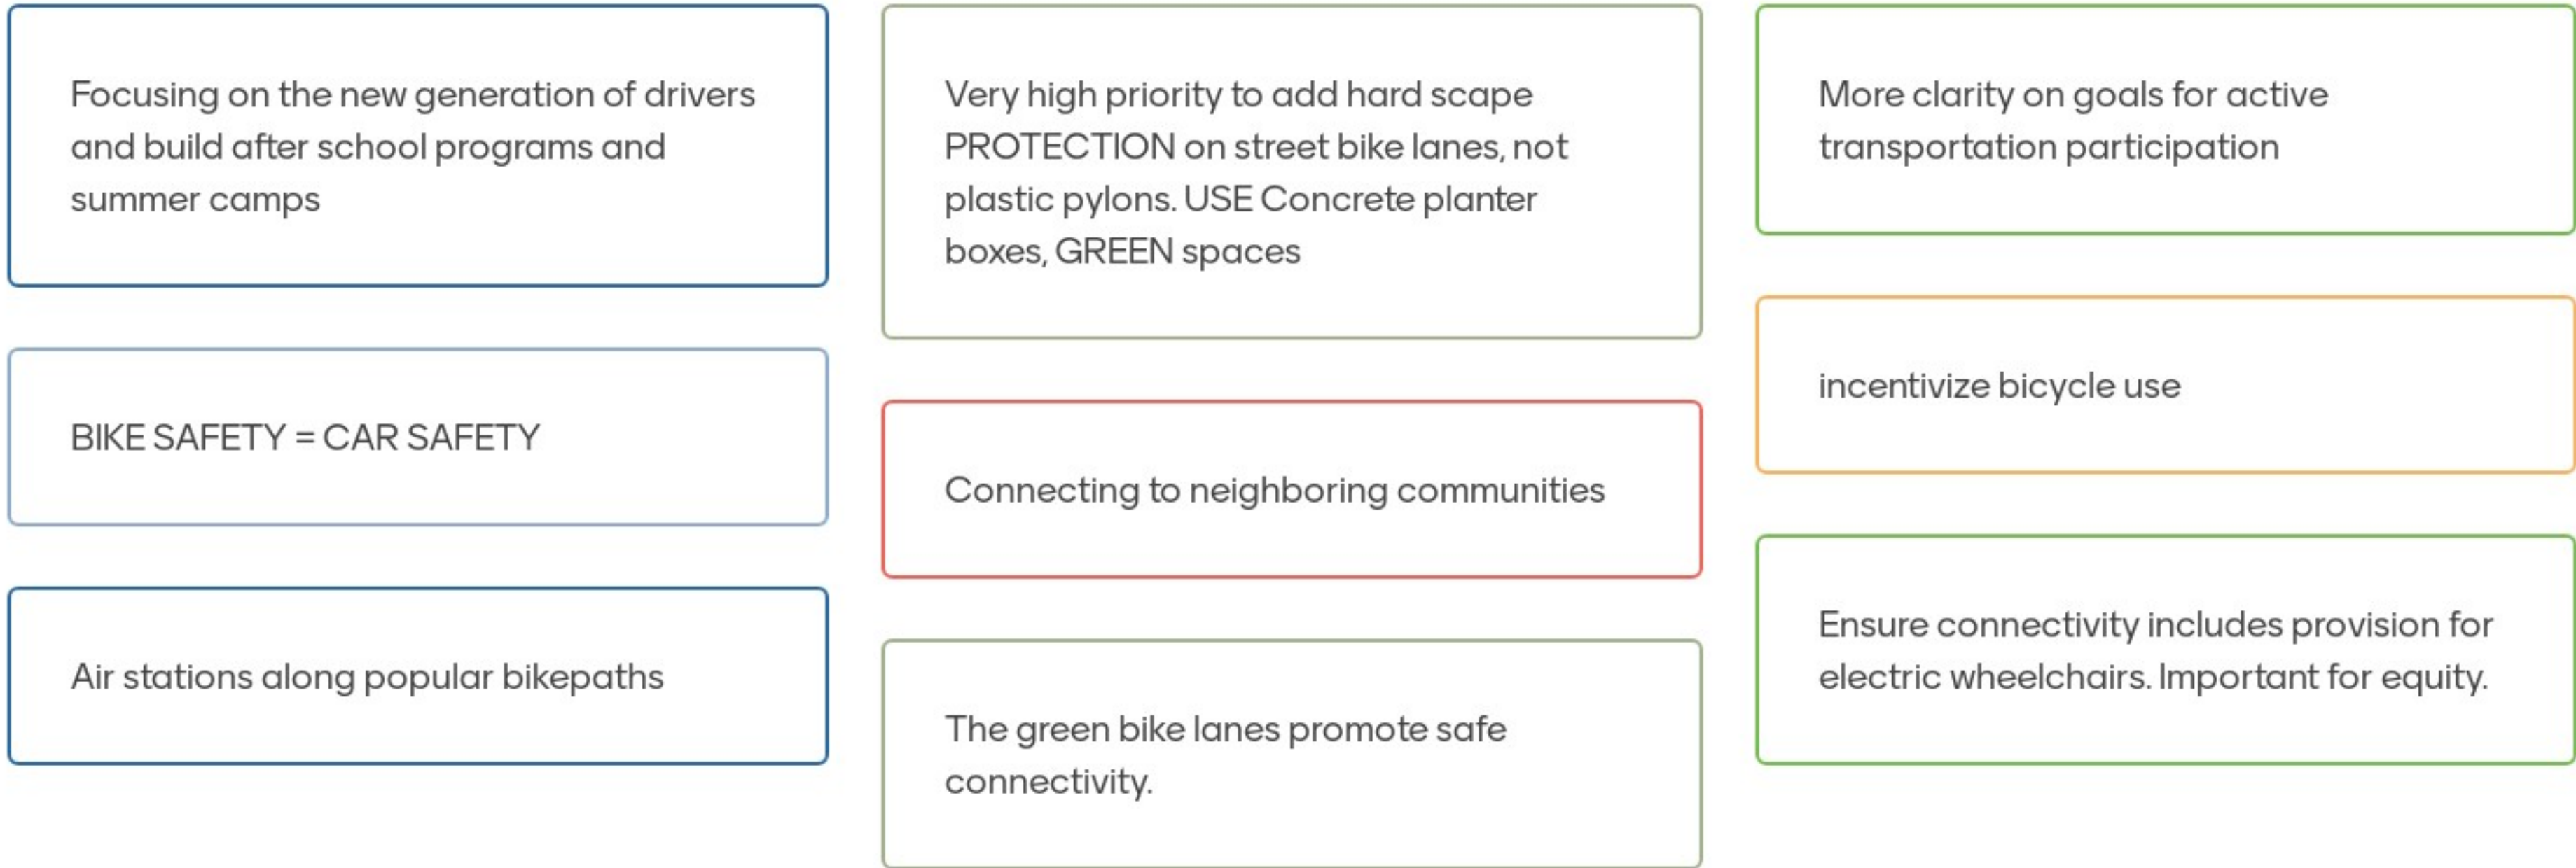 Focusing on the new generation of drivers
and build after school programs and
summer camps
BIKE SAFETY = CAR SAFETY
Air stations along popular bikepaths
Very high priority to add hard scape
PROTECTION on street bike lanes, not
plastic pylons. USE Concrete planter
boxes, GREEN spaces
Connecting to neighboring communities
The green bike lanes promote safe
connectivity.
More clarity on goals for active
transportation participation
incentivize bicycle use
Ensure connectivity includes provision for
electric wheelchairs. Important for equity.